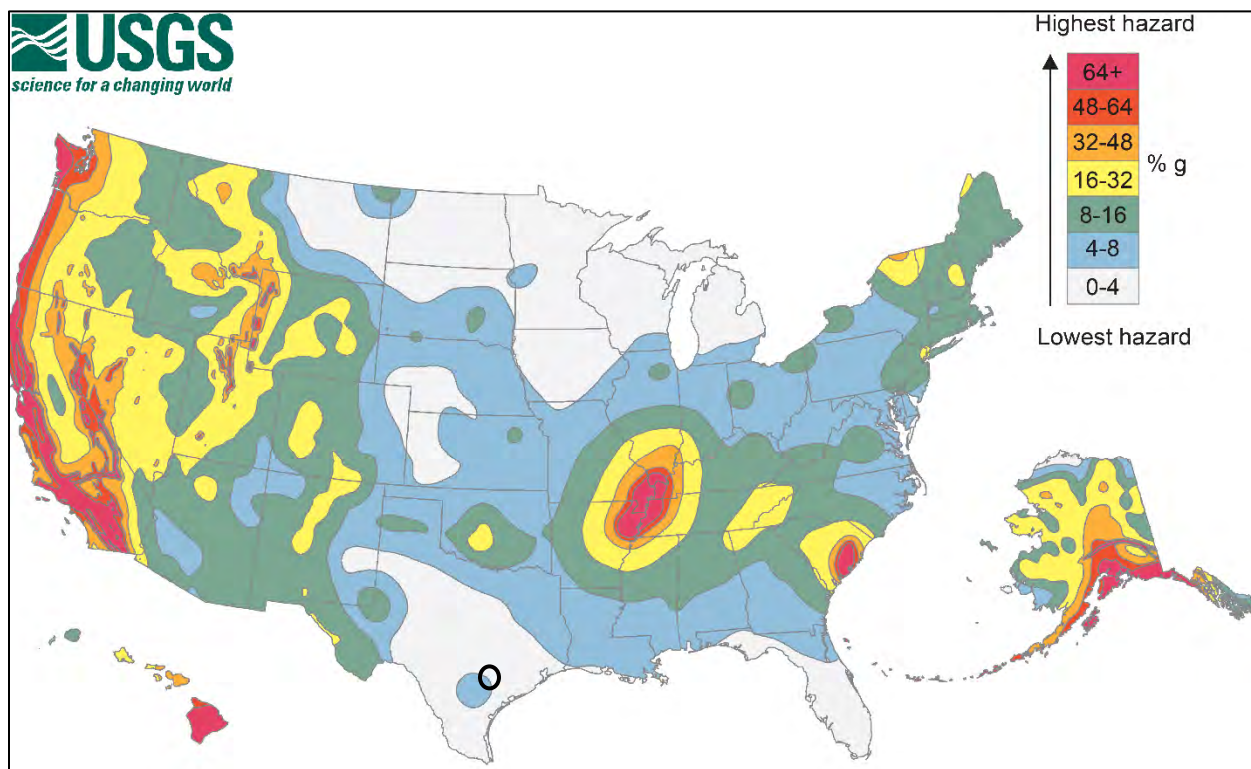 USGS
science for a changing world
Highest hazard
64+
48-64
32-48
% g
16-32
8-16
4-8
0-4
Lowest hazard